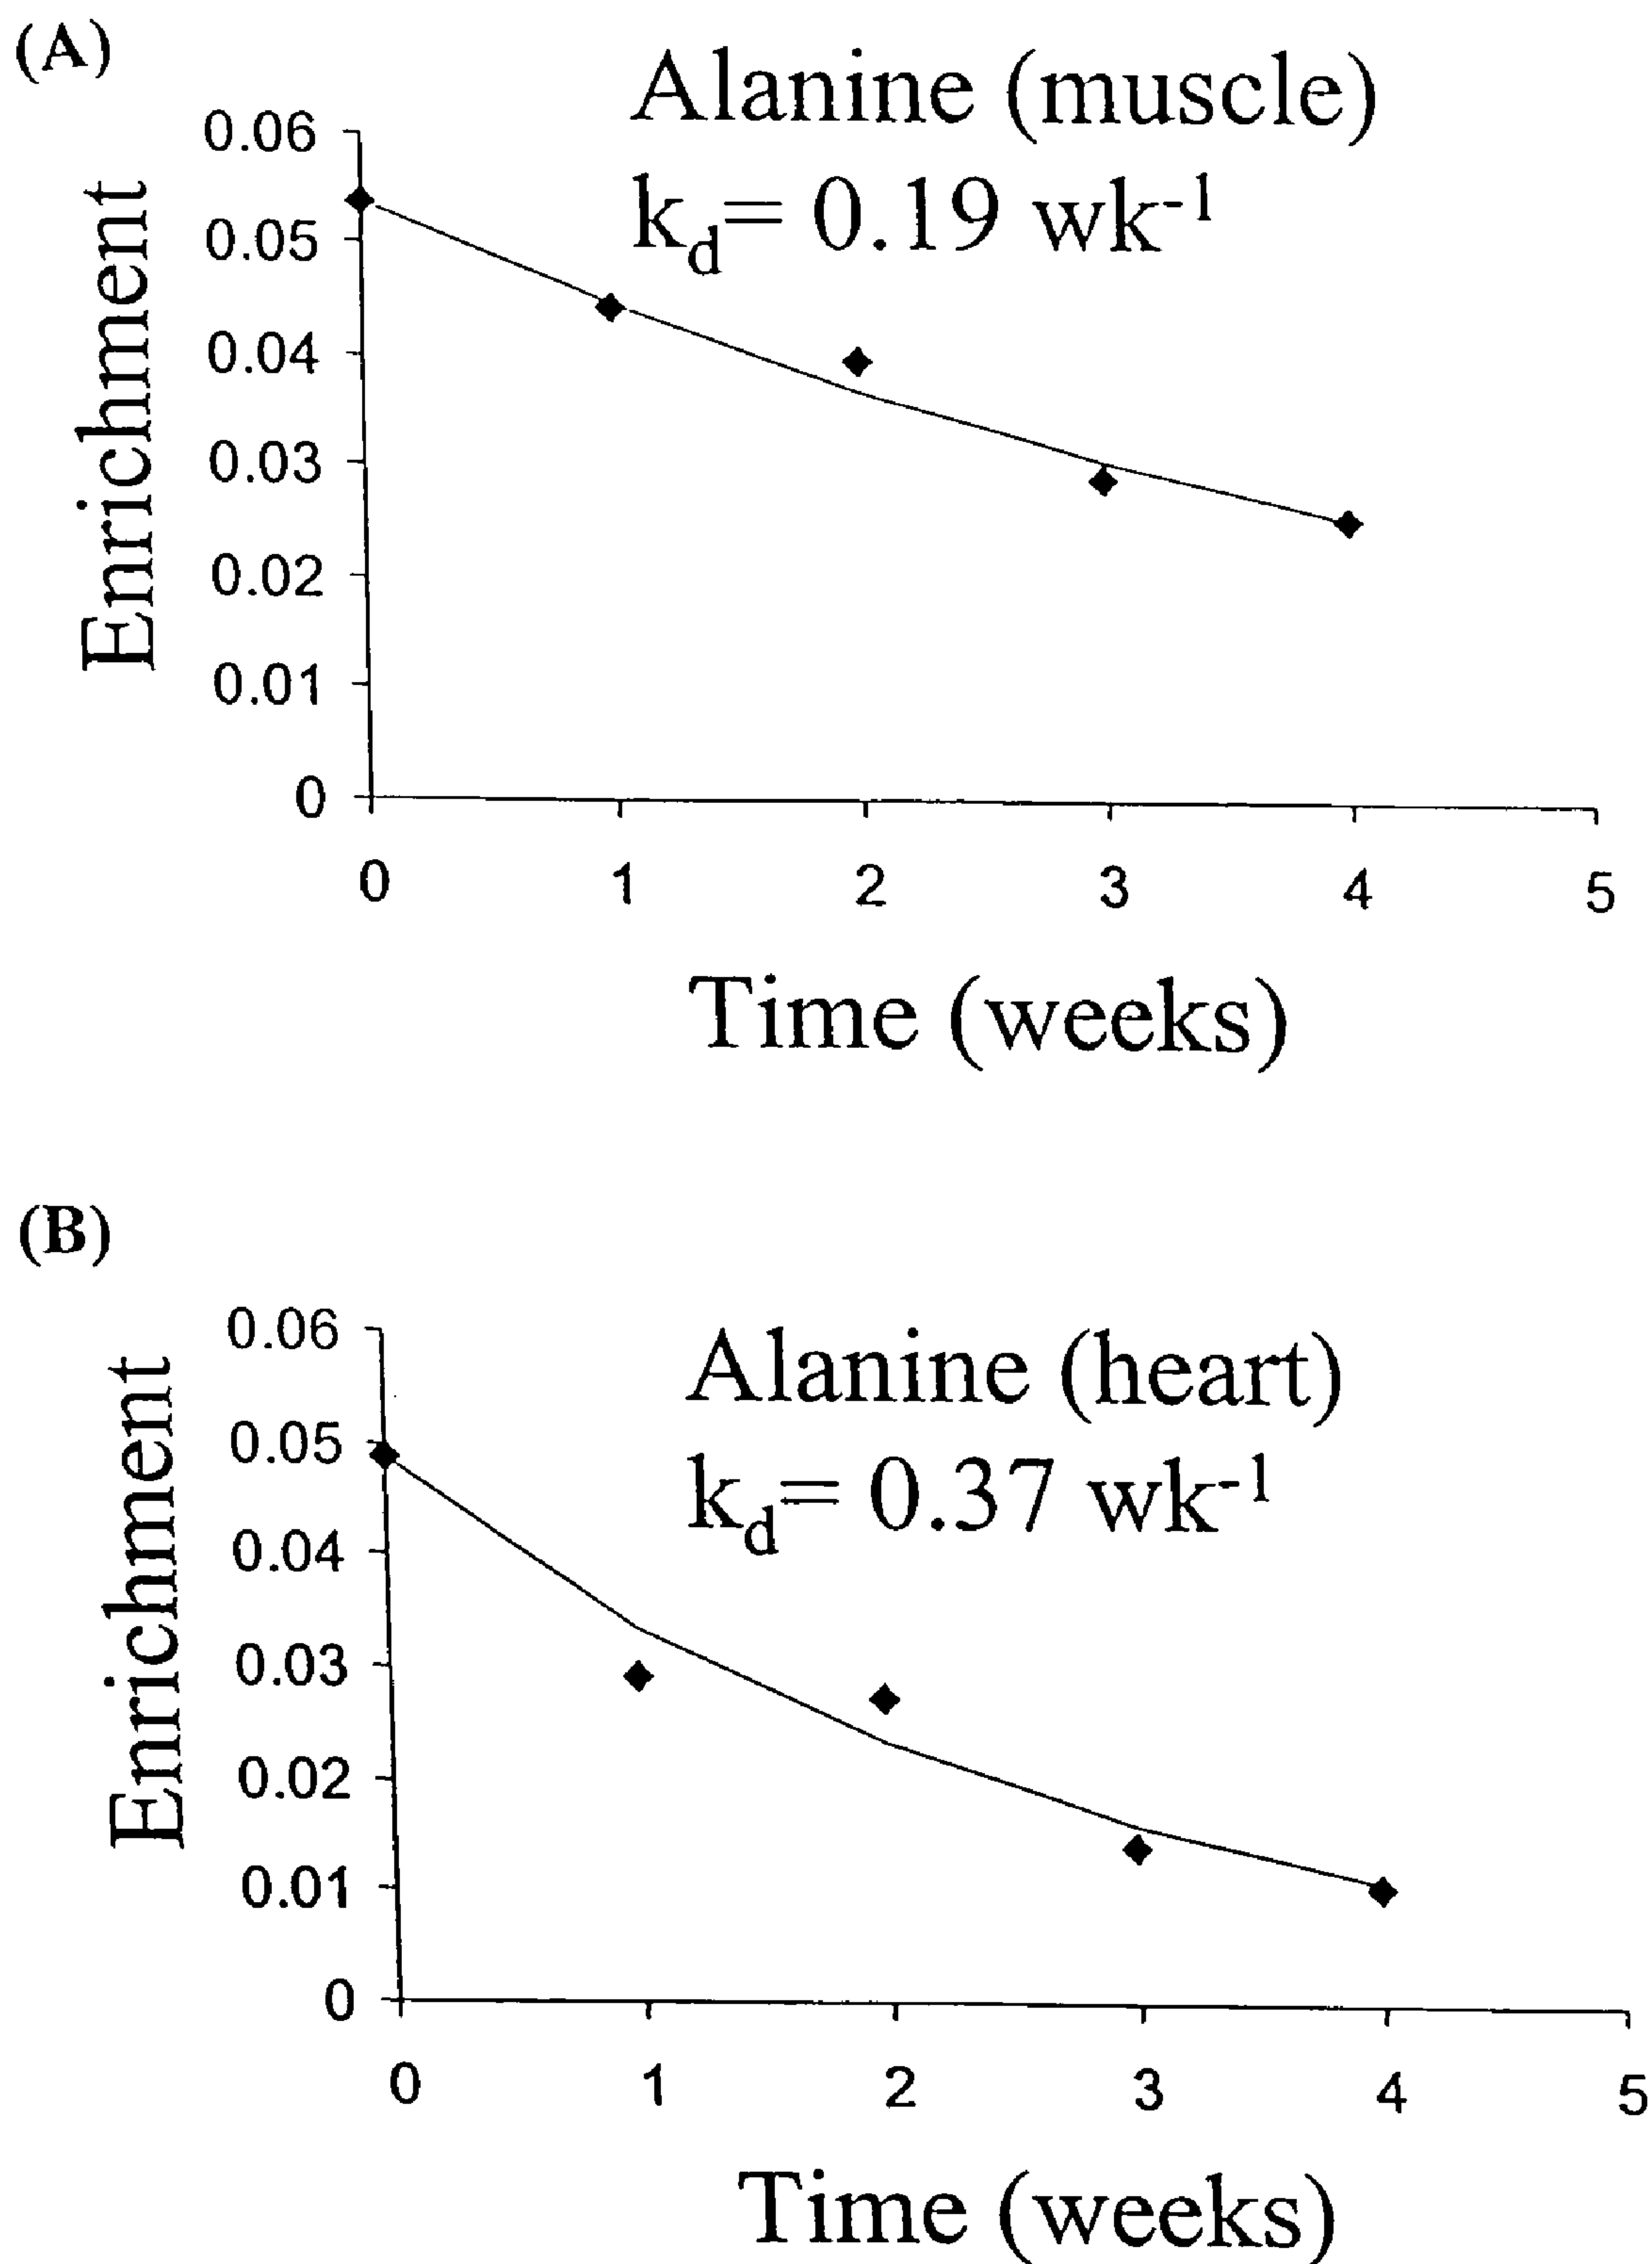 (A)
Alanine (muscle)
k_d= 0.19 wk^-1
Enrichment
0.06
0.05
0.04
0.03
0.02
0.01
0
0 1 2 3 4 5
Time (weeks)
(B)
Alanine (heart)
k_d= 0.37 wk^-1
Enrichment
0.06
0.05
0.04
0.03
0.02
0.01
0
0 1 2 3 4 5
Time (weeks)